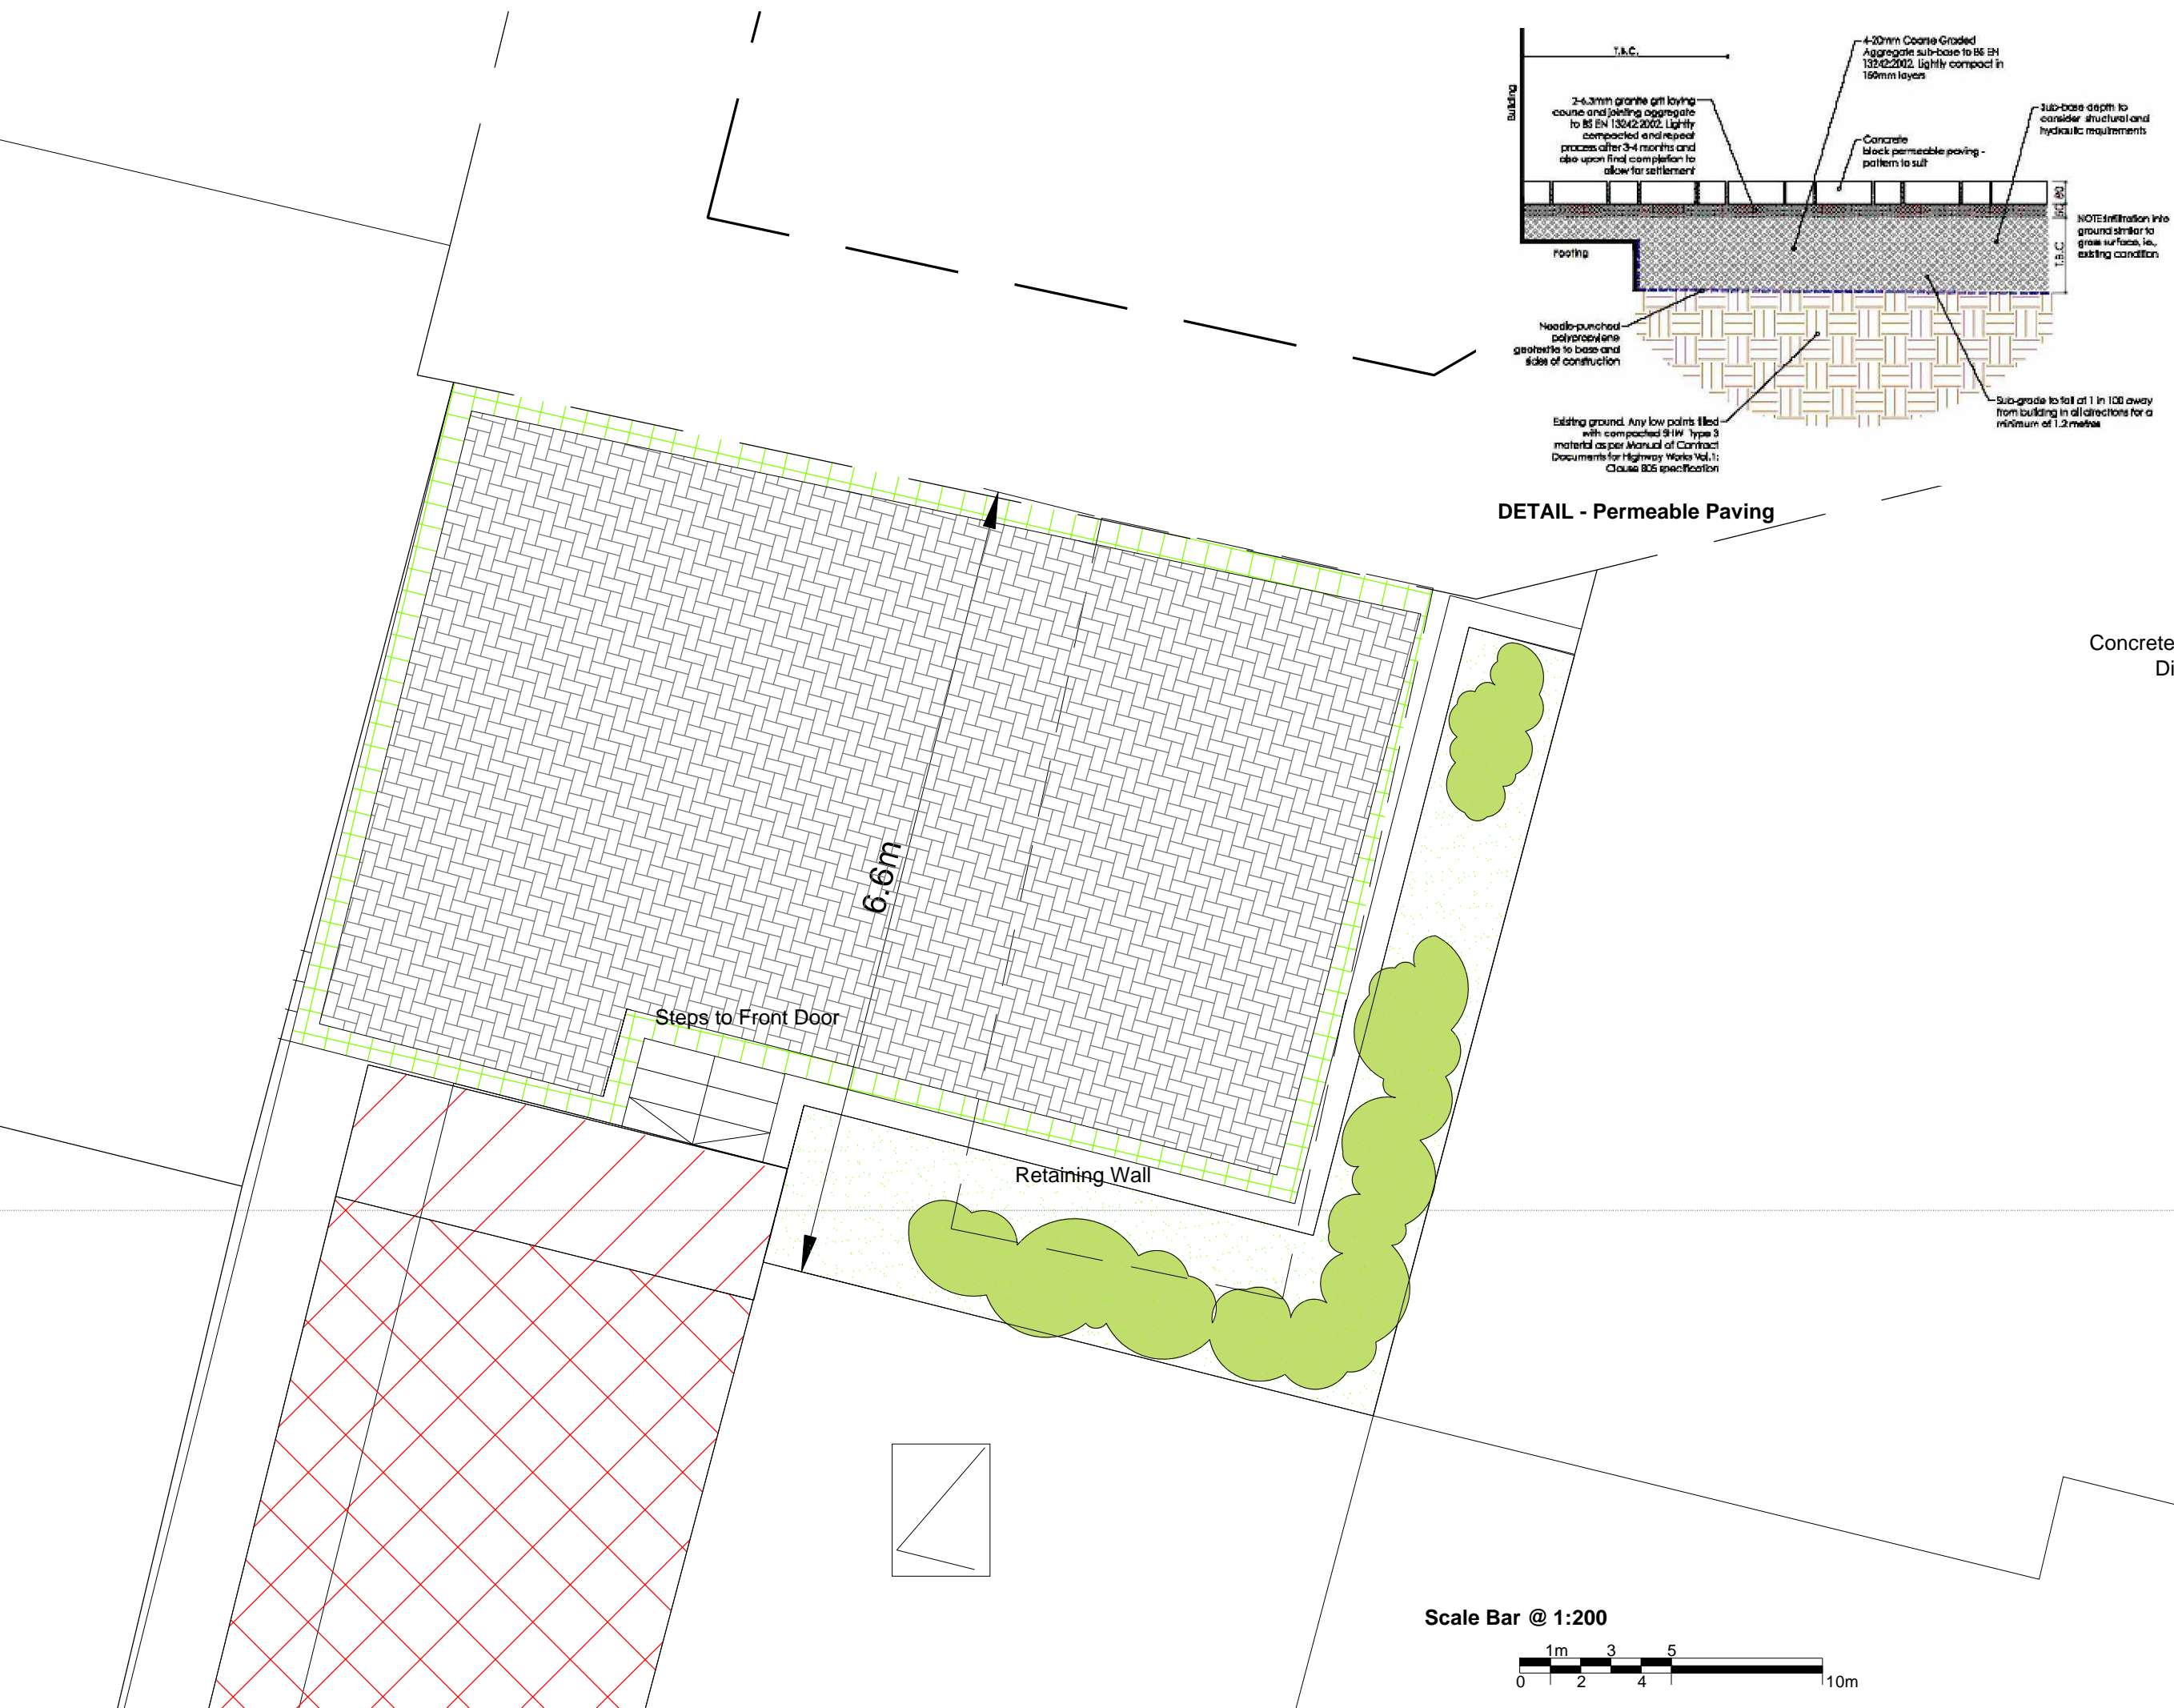 T.B.C.
4-20mm Coarse Graded
Aggregate sub-base to BS EN
13242:2002. Lightly compact in
150mm layers
Building
2-6.3mm granite grit laying
course and jointing aggregate
to BS EN 13242:2002. Lightly
compacted and repeat
process after 3-4 months and
also upon final completion to
allow for settlement
Sub-base depth to
consider structural and
hydraulic requirements
Concrete
block permeable paving -
pattern to suit
80
50
T.B.C
NOTE:Infiltration into
ground similar to
grass surface, ie.,
existing condition
Footing
Needle-punched
polypropylene
geotextile to base and
sides of construction
Sub-grade to fall at 1 in 100 away
from building in all directions for a
minimum of 1.2 metres
Existing ground. Any low points filled
with compacted SHW Type 3
material as per Manual of Contract
Documents for Highway Works Vol.1:
Clause 805 specification
DETAIL - Permeable Paving
Concrete
Di
6.6m
Steps to Front Door
Retaining Wall
Scale Bar @ 1:200
1m 3 5
0 2 4 10m